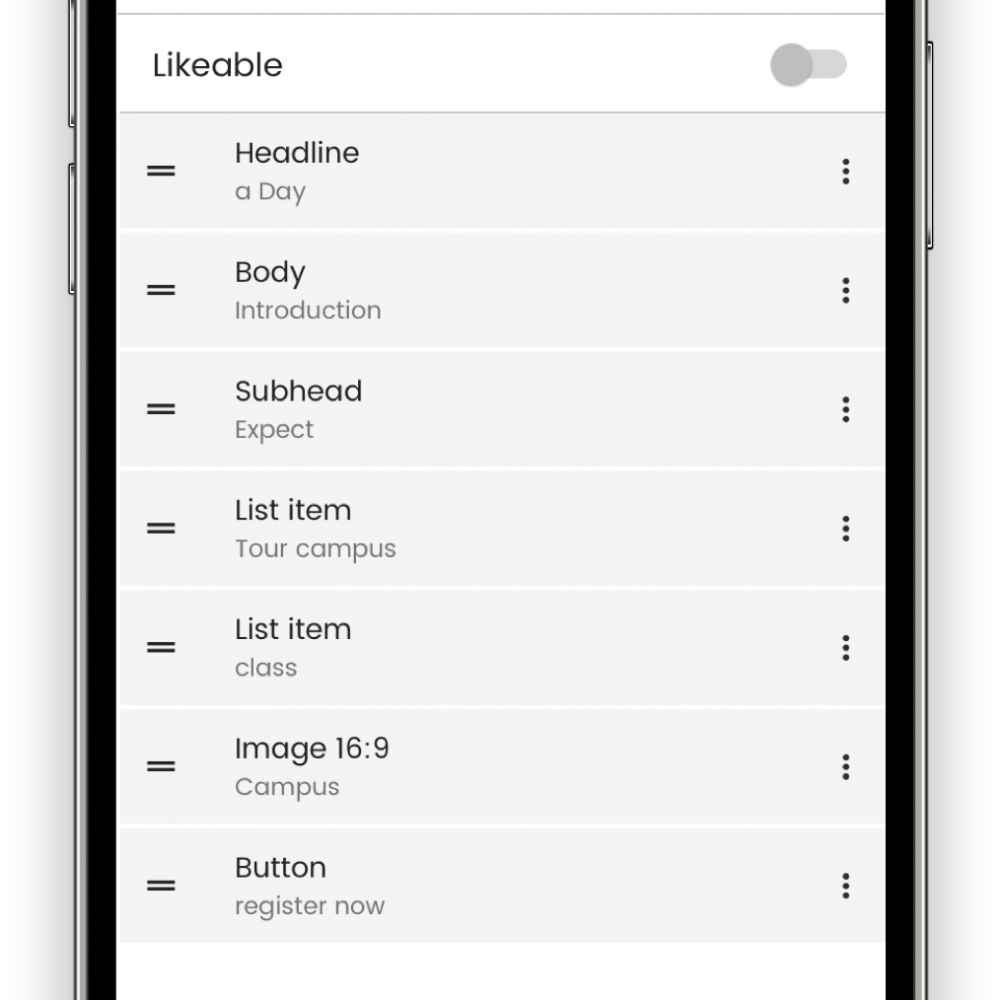 Likeable
Headline
a Day
Body
Introduction
Subhead
Expect
List item
Tour campus
List item
class
Image 16:9
Campus
Button
register now